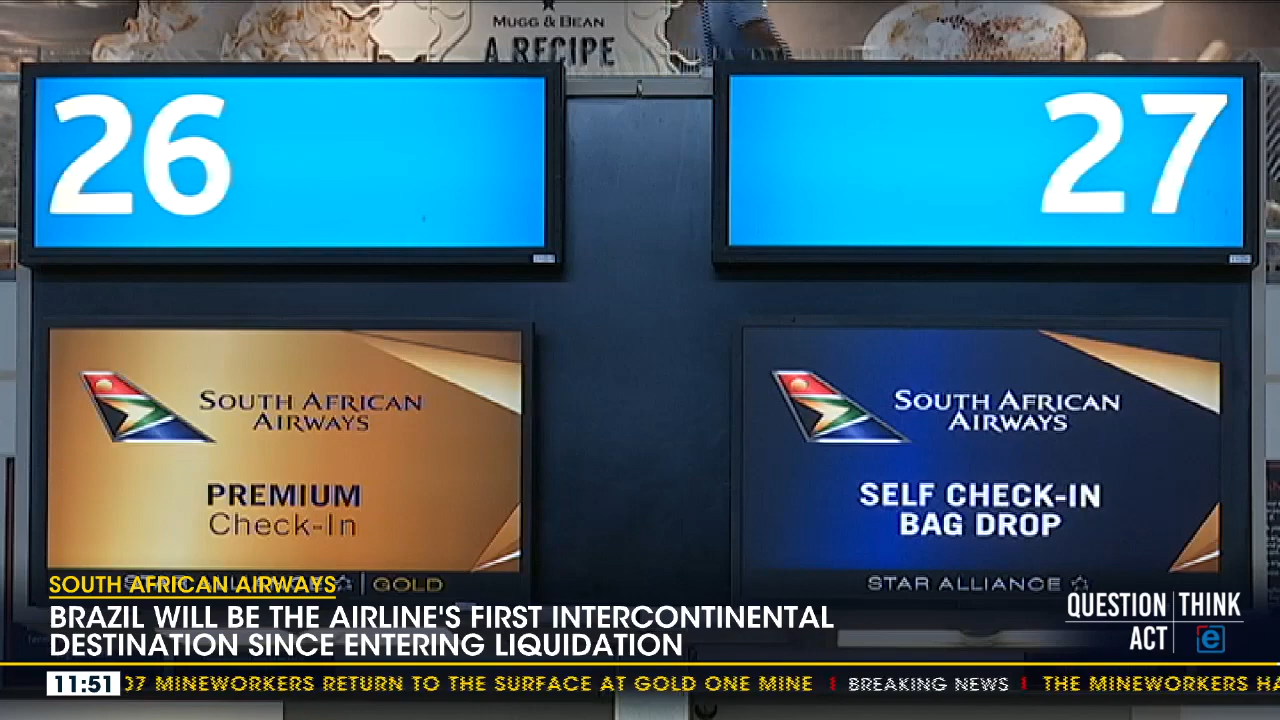 MUGG & BEAN
A RECIPE
26
27
SOUTH AFRICAN
AIRWAYS
PREMIUM
Check-In
SOUTH AFRICAN
AIRWAYS
SELF CHECK-IN
BAG DROP
STAR ALLIANCE
GOLD
SOUTH AFRICAN AIRWAYS
BRAZIL WILL BE THE AIRLINE'S FIRST INTERCONTINENTAL
DESTINATION SINCE ENTERING LIQUIDATION
QUESTION THINK
ACT e
11:51 37 MINEWORKERS RETURN TO THE SURFACE AT GOLD ONE MINE BREAKING NEWS THE MINEWORKERS HA